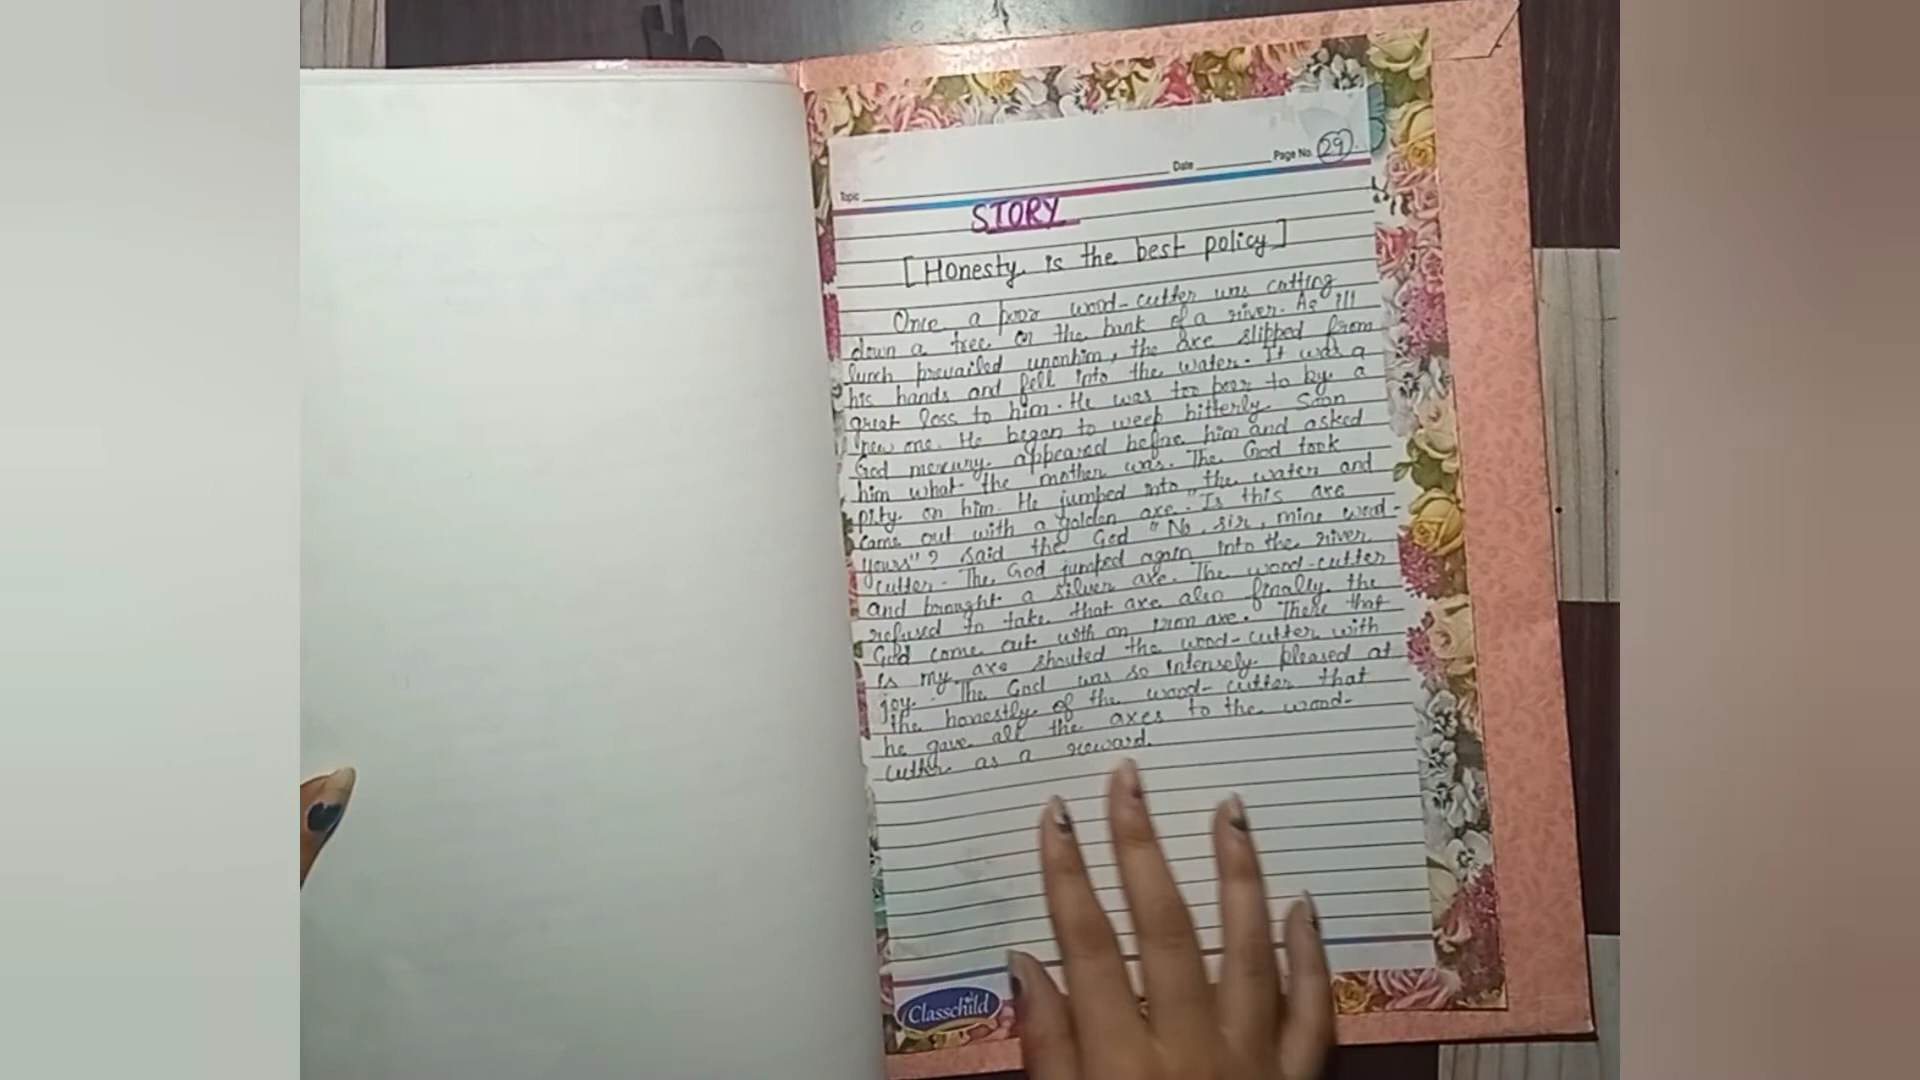 Topic Date Page No. 29
STORY
[Honesty is the best policy]
Once a poor wood-cutter was cutting
down a tree on the bank of a river. As ill
lurch prevailed unonhim, the axe slipped from
his hands and fell into the water. It was a
great loss to him. He was too poor to by a
new one. He began to weep bitterly. Soon
God mercury appeared before him and asked
him what the mother was. The God took
pity on him. He jumped into the water and
came out with a golden axe. "Is this axe
yours"? said the God "No, sir, mine wood-
cutter. The God jumped again into the river
and brought a silver axe. The wood-cutter
refused to take that axe also finally the
God come out with on iron axe. There that
is my axe shouted the wood-cutter with
joy. The God was so intensely pleased at
the honestly of the wood-cutter that
he gave all the axes to the wood-
cutter as a reward.
Classchild